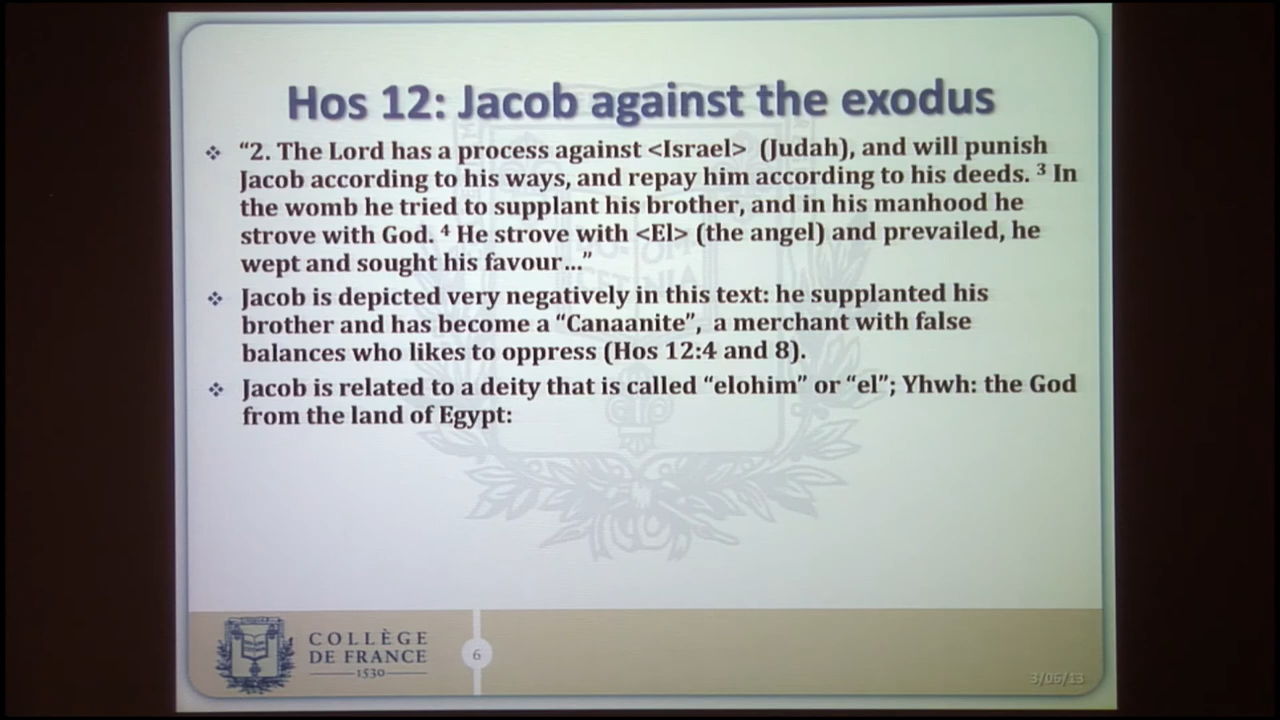 Hos 12: Jacob against the exodus
❖ “2. The Lord has a process against <Israel> (Judah), and will punish
Jacob according to his ways, and repay him according to his deeds. ³ In
the womb he tried to supplant his brother, and in his manhood he
strove with God. ⁴ He strove with <El> (the angel) and prevailed, he
wept and sought his favour…”
❖ Jacob is depicted very negatively in this text: he supplanted his
brother and has become a “Canaanite”, a merchant with false
balances who likes to oppress (Hos 12:4 and 8).
❖ Jacob is related to a deity that is called “elohim” or “el”; Yhwh: the God
from the land of Egypt:
COLLÈGE
DE FRANCE
1530
6
3/06/13